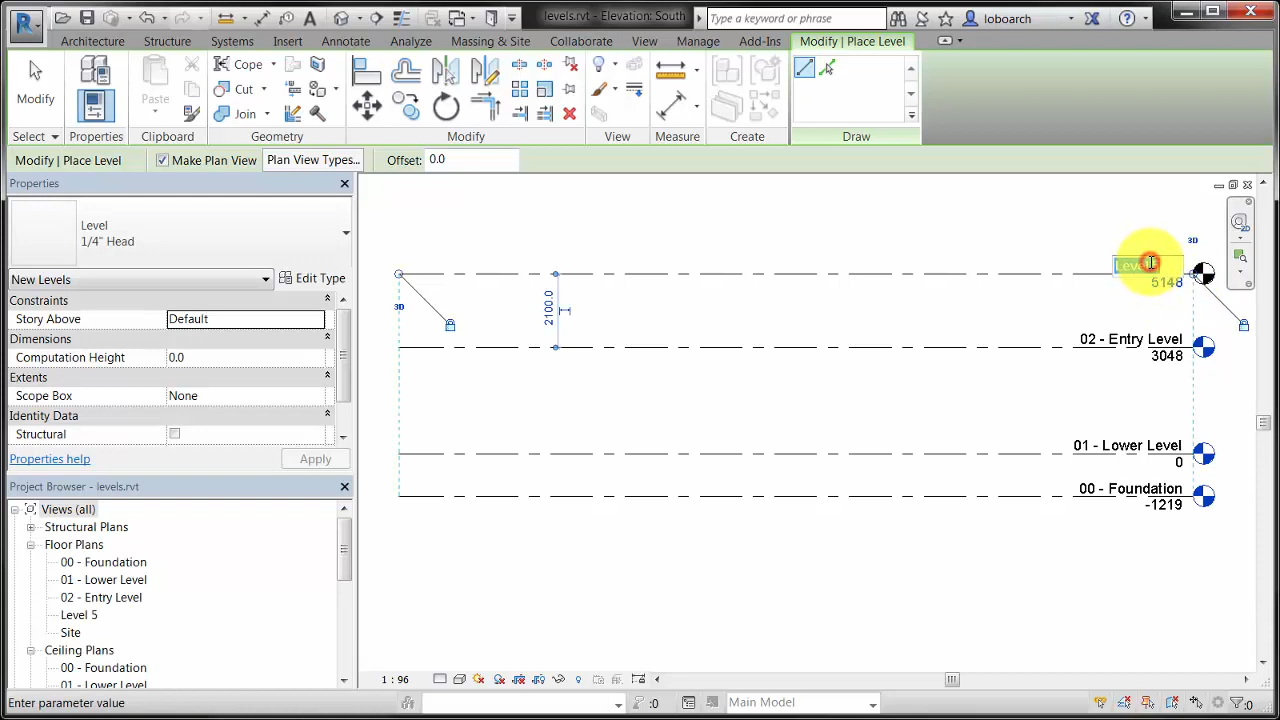 levels.rvt - Elevation: South
Type a keyword or phrase
loboarch
Architecture Structure Systems Insert Annotate Analyze Massing & Site Collaborate View Manage Add-Ins Modify | Place Level
Modify
Paste
Cope
Cut
Join
Properties
Select Properties Clipboard Geometry Modify View Measure Create Draw
Modify | Place Level Make Plan View Plan View Types... Offset: 0.0
Properties
Level
1/4" Head
New Levels Edit Type
Constraints
Story Above Default
Dimensions
Computation Height 0.0
Extents
Scope Box None
Identity Data
Structural
Properties help Apply
Project Browser - levels.rvt
Views (all)
Structural Plans
Floor Plans
00 - Foundation
01 - Lower Level
02 - Entry Level
Level 5
Site
Ceiling Plans
00 - Foundation
01 - Lower Level
3D
2D
5148
3D
2100.0
02 - Entry Level
3048
01 - Lower Level
0
00 - Foundation
-1219
1 : 96
Enter parameter value
:0
Main Model
:0